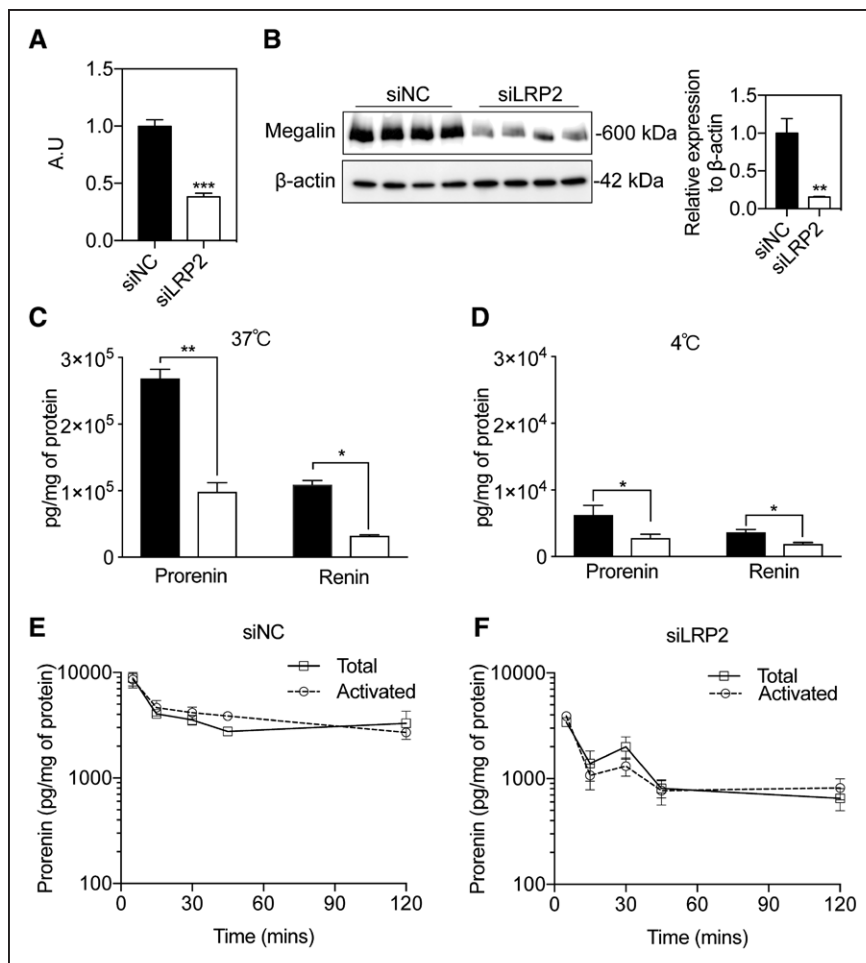 A
1.5
1.0
0.5
0.0
A.U
***
siNC
siLRP2
B
siNC
siLRP2
Megalin
-600 kDa
β-actin
-42 kDa
Relative expression
to β-actin
1.5
1.0
0.5
0.0
**
siNC
siLRP2
C
37℃
pg/mg of protein
3×10⁵
2×10⁵
1×10⁵
0
**
*
Prorenin
Renin
D
4℃
pg/mg of protein
3×10⁴
2×10⁴
1×10⁴
0
*
*
Prorenin
Renin
E
siNC
Prorenin (pg/mg of protein)
10000
1000
100
Total
Activated
0
30
60
90
120
Time (mins)
F
siLRP2
Prorenin (pg/mg of protein)
10000
1000
100
Total
Activated
0
30
60
90
120
Time (mins)